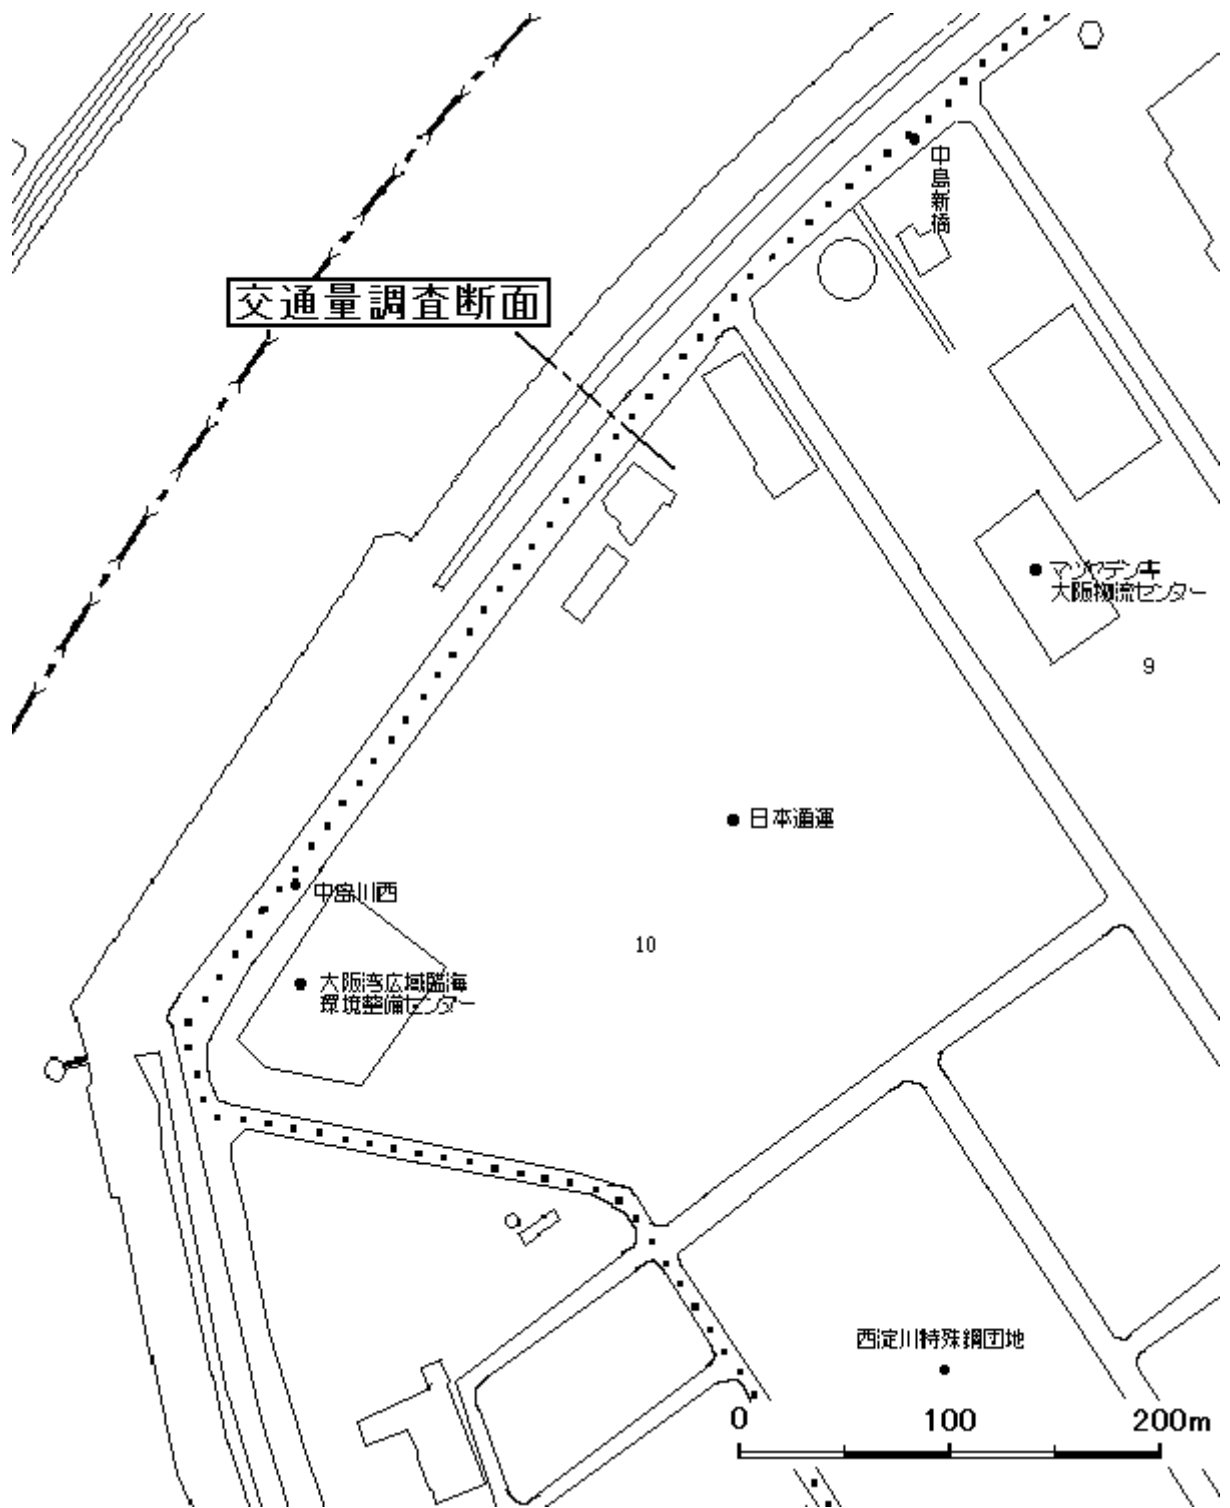 中島新橋
交通量調査断面
マツヤデンキ
大阪物流センター
9
日本通運
中島川西
10
大阪湾広域臨海
環境整備センター
西淀川特殊鋼団地
0 100 200m